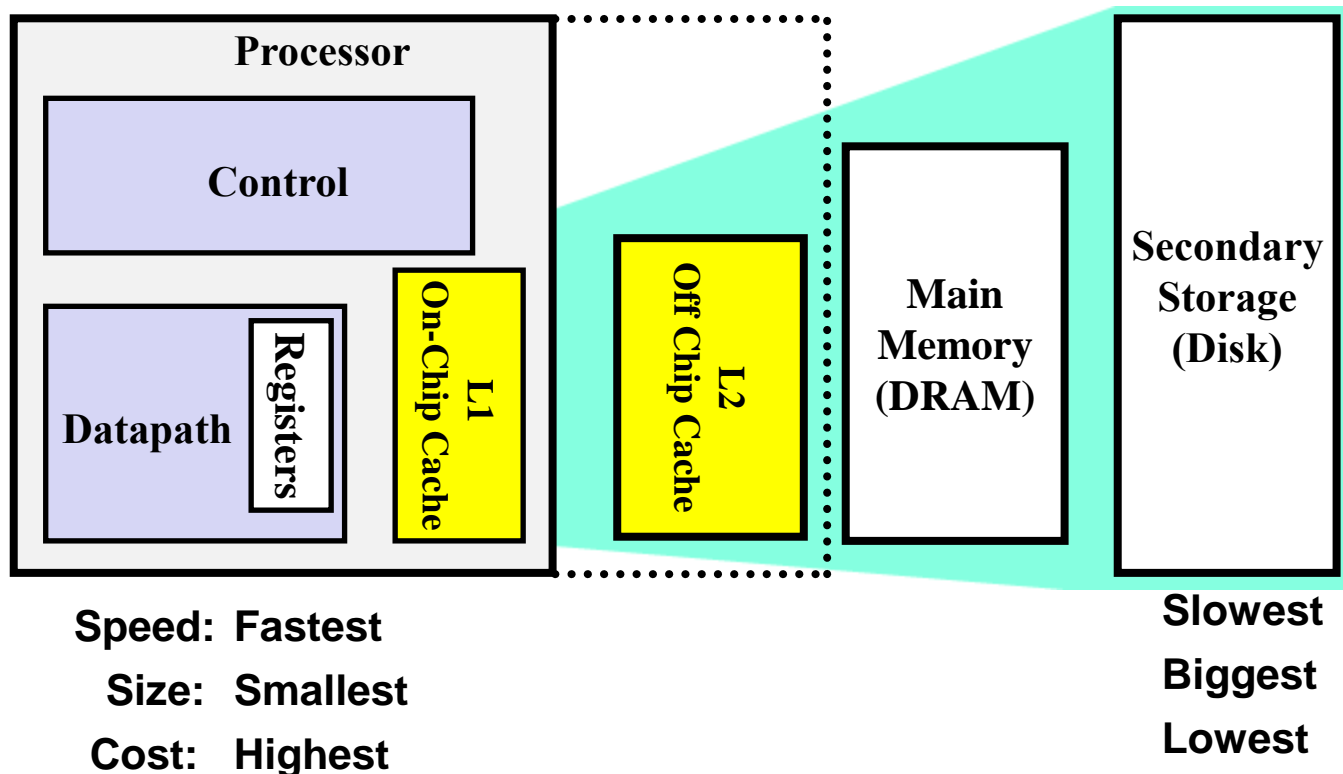 Processor
Control
Datapath
Registers
L1
On-Chip Cache
L2
Off Chip Cache
Main
Memory
(DRAM)
Secondary
Storage
(Disk)
Speed: Fastest
Slowest
Size: Smallest
Biggest
Cost: Highest
Lowest